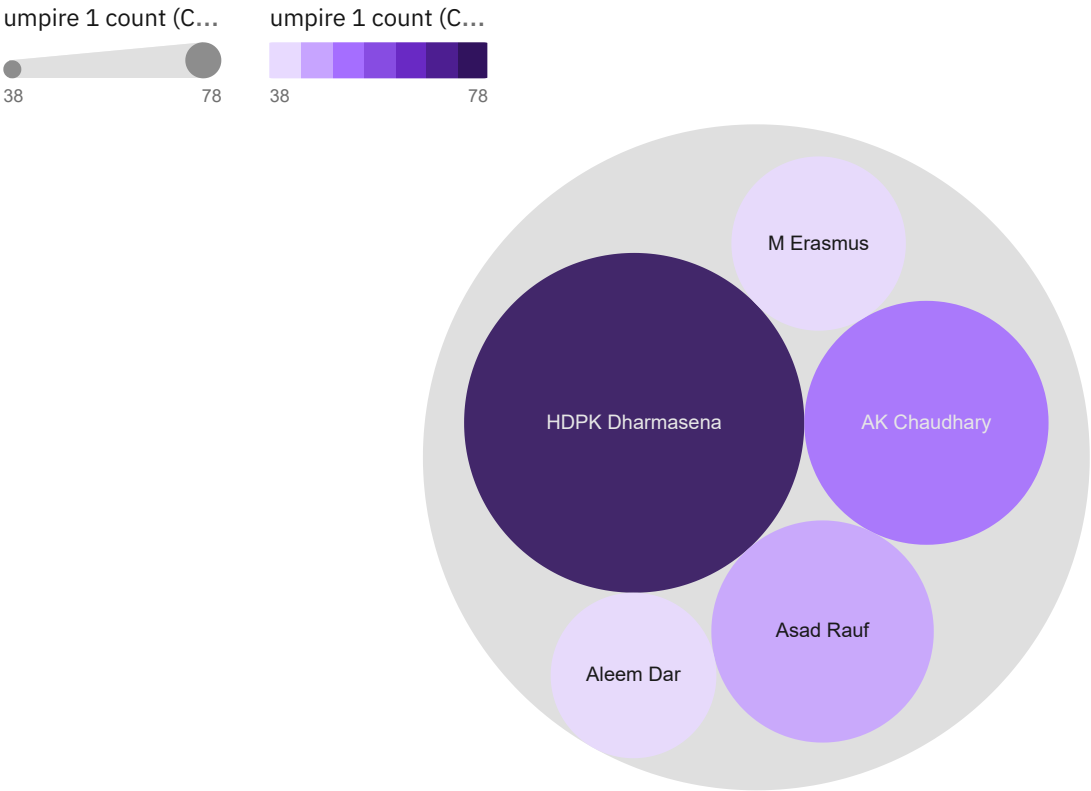 umpire 1 count (C...
umpire 1 count (C...
38
78
38
78
M Erasmus
HDPK Dharmasena
AK Chaudhary
Asad Rauf
Aleem Dar